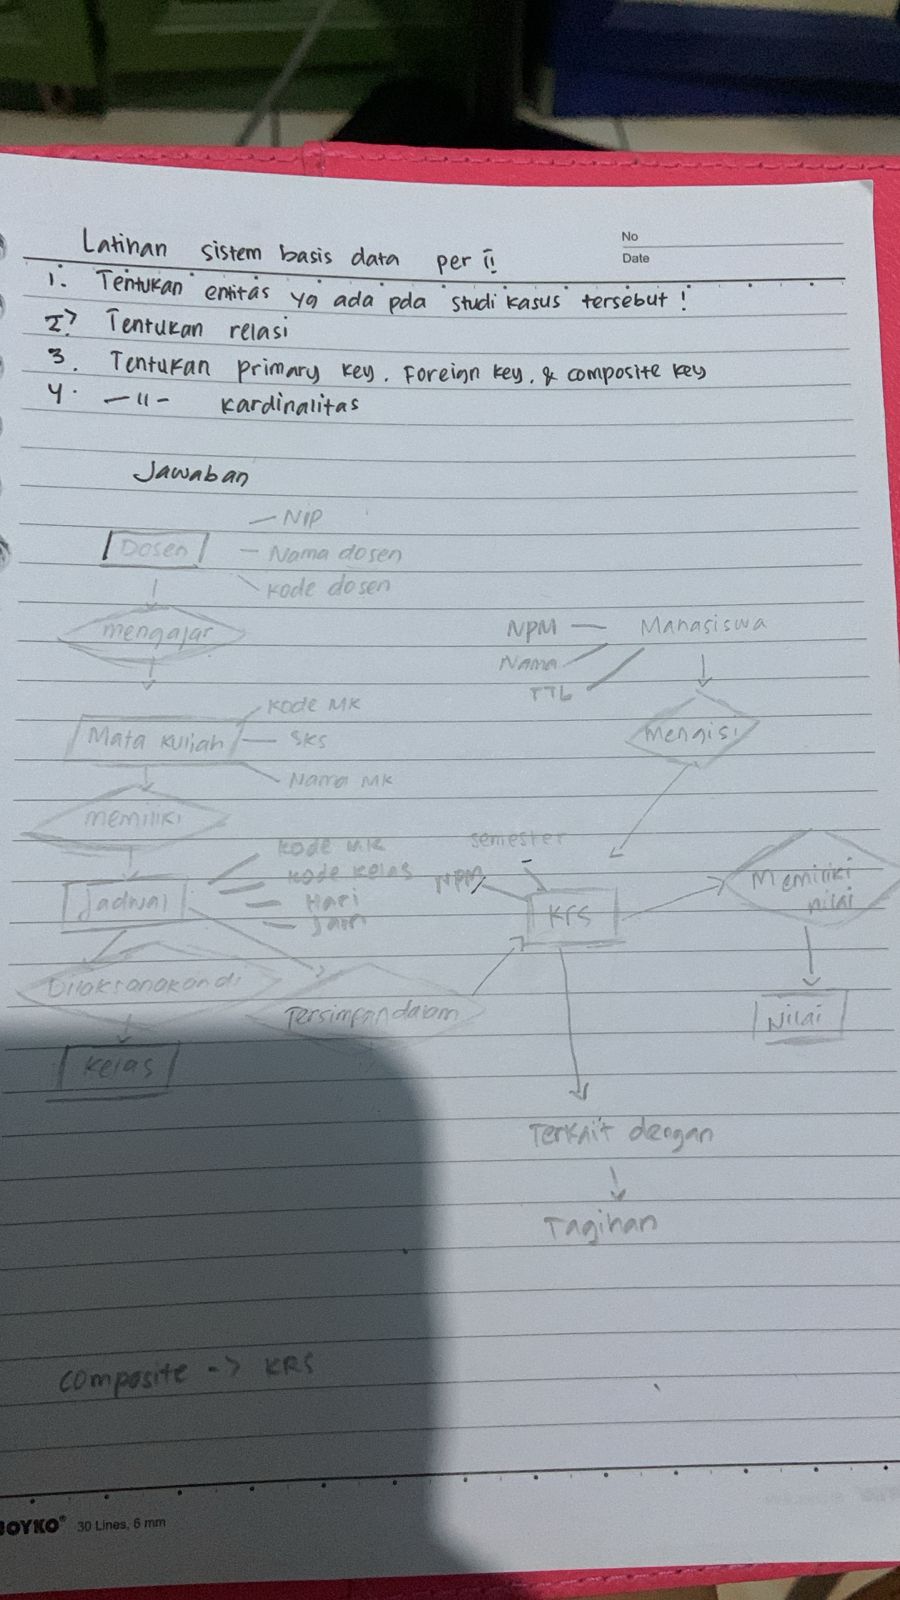 No
Date
Latihan sistem basis data per II
1. Tentukan entitas yg ada pda studi kasus tersebut!
2? Tentukan relasi
3. Tentukan primary key, Foreign key, & composite key
4. —11- kardinalitas
Jawaban
Dosen
NIP
Nama dosen
Kode dosen
mengajar
Mata kuliah
Kode MK
SKS
Nama MK
memiliki
Jadwal
Kode MK
Kode Kelas
Hari
Jam
Dilaksanakan di
Kelas
Tersimpan dalam
NPM
Nama
TTL
Mahasiswa
Mengisi
semester
NPM
KRS
Memiliki
nilai
Nilai
Terkait dengan
Tagihan
composite -> KRS
JOYKO® 30 Lines, 6 mm